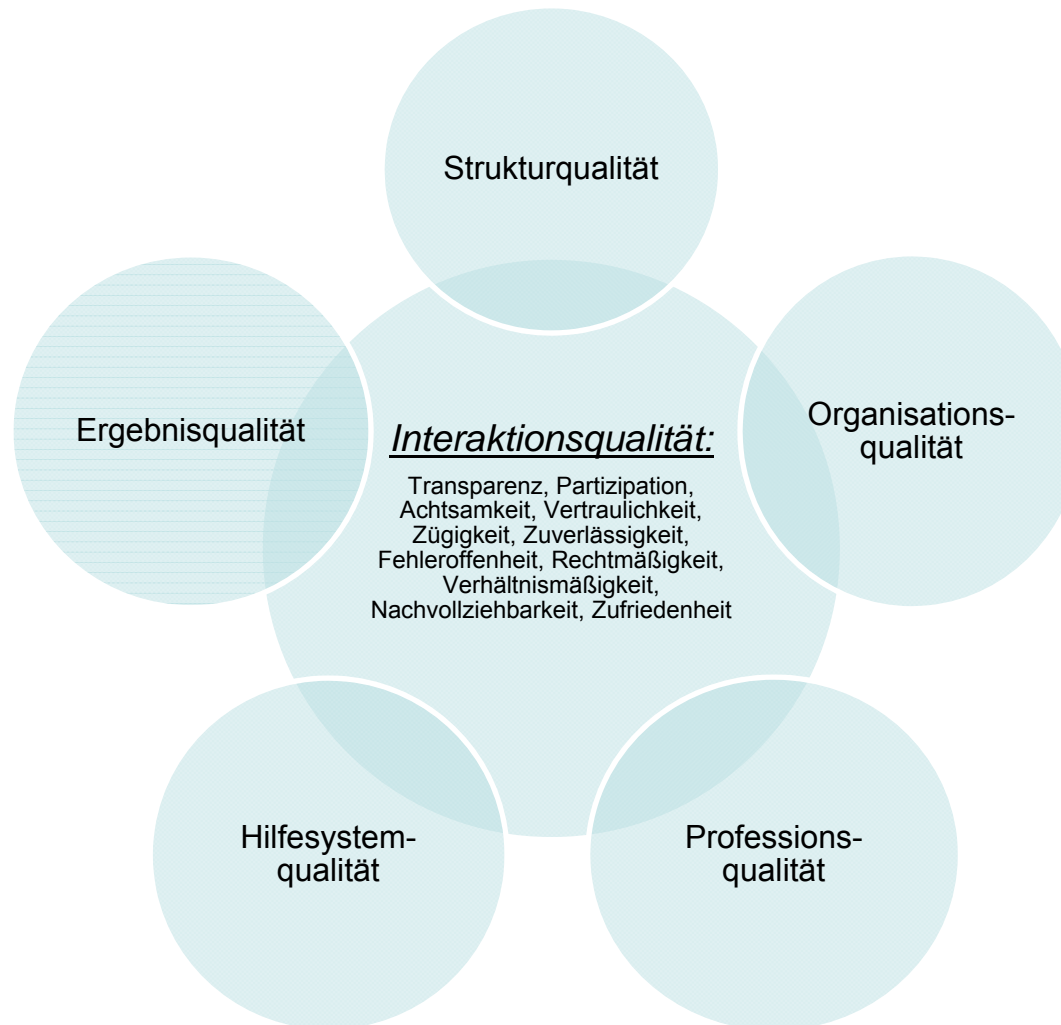 Strukturqualität
Ergebnisqualität
Organisations-
qualität
Interaktionsqualität:
Transparenz, Partizipation,
Achtsamkeit, Vertraulichkeit,
Zügigkeit, Zuverlässigkeit,
Fehleroffenheit, Rechtmäßigkeit,
Verhältnismäßigkeit,
Nachvollziehbarkeit, Zufriedenheit
Hilfesystem-
qualität
Professions-
qualität